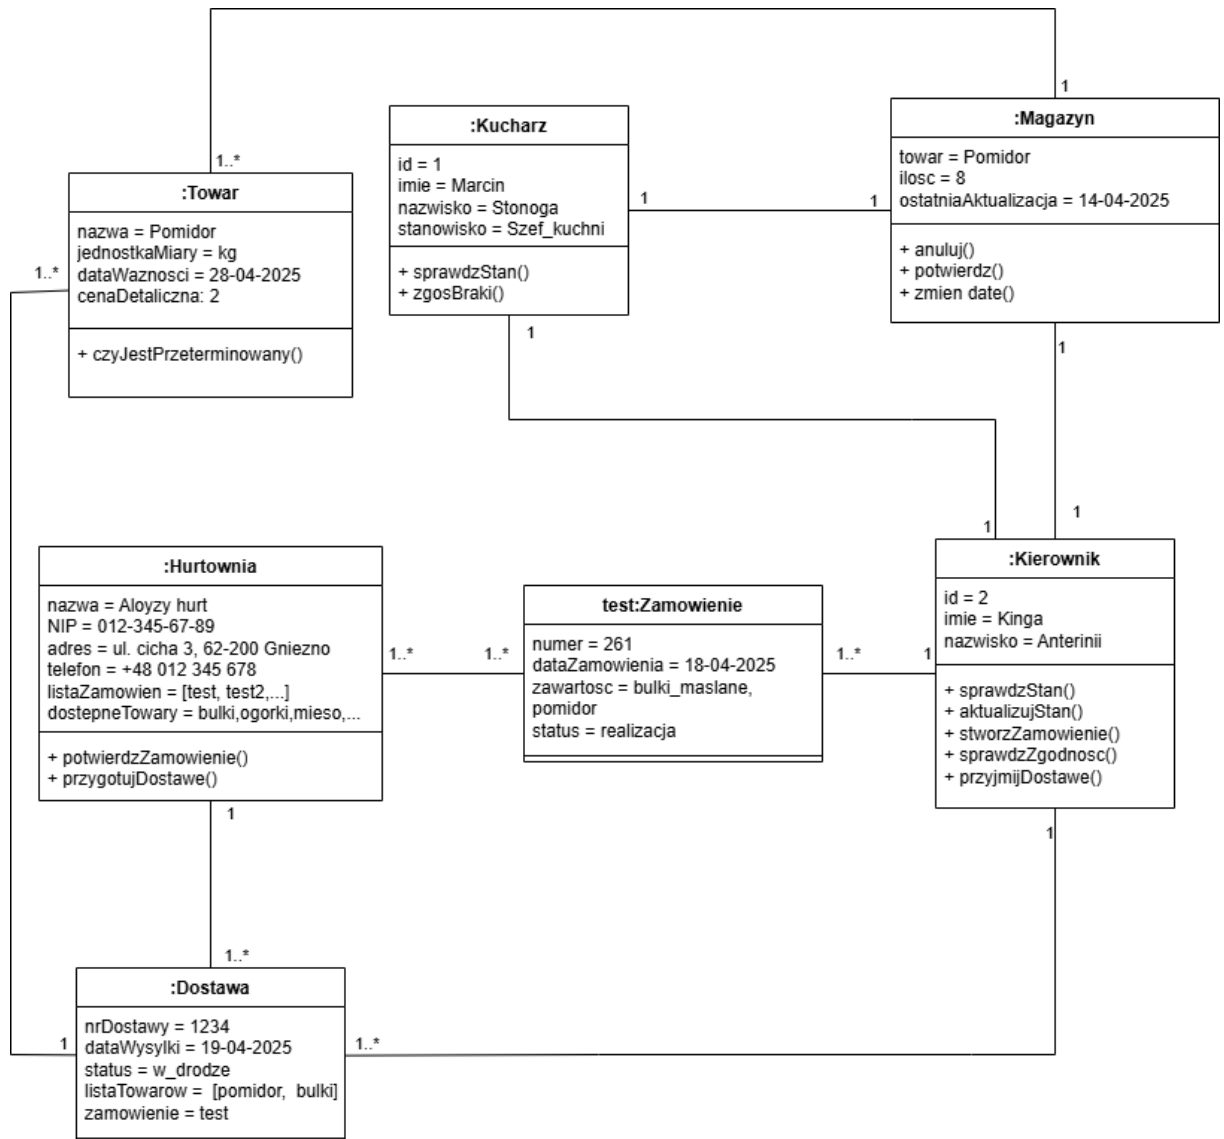 1
:Kucharz
id = 1
imie = Marcin
nazwisko = Stonoga
stanowisko = Szef_kuchni
+ sprawdzStan()
+ zgosBraki()
1
1
1
:Magazyn
towar = Pomidor
ilosc = 8
ostatniaAktualizacja = 14-04-2025
+ anuluj()
+ potwierdz()
+ zmien date()
1
1..*
:Towar
nazwa = Pomidor
jednostkaMiary = kg
dataWaznosci = 28-04-2025
cenaDetaliczna: 2
+ czyJestPrzeterminowany()
1..*
1
1
:Hurtownia
nazwa = Aloyzy hurt
NIP = 012-345-67-89
adres = ul. cicha 3, 62-200 Gniezno
telefon = +48 012 345 678
listaZamowien = [test, test2,...]
dostepneTowary = bulki,ogorki,mieso,...
+ potwierdzZamowienie()
+ przygotujDostawe()
1..*
1..*
1
test:Zamowienie
numer = 261
dataZamowienia = 18-04-2025
zawartosc = bulki_maslane,
pomidor
status = realizacja
1..*
1
:Kierownik
id = 2
imie = Kinga
nazwisko = Anterinii
+ sprawdzStan()
+ aktualizujStan()
+ stworzZamowienie()
+ sprawdzZgodnosc()
+ przyjmijDostawe()
1
1..*
:Dostawa
nrDostawy = 1234
dataWysylki = 19-04-2025
status = w_drodze
listaTowarow =  [pomidor,  bulki]
zamowienie = test
1
1..*